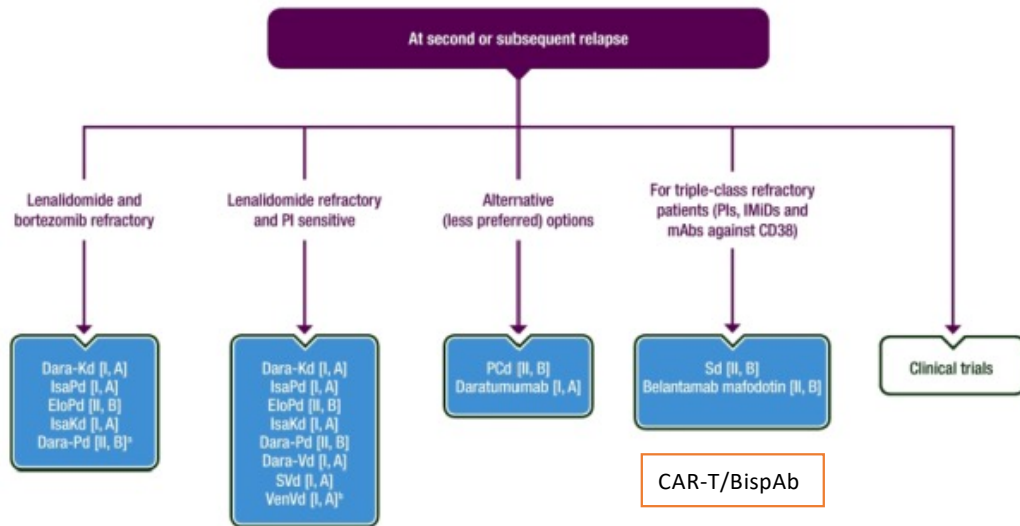 At second or subsequent relapse
Lenalidomide and
bortezomib refractory
Lenalidomide refractory
and PI sensitive
Alternative
(less preferred) options
For triple-class refractory
patients (PIs, IMiDs and
mAbs against CD38)
Dara-Kd [I, A]
IsaPd [I, A]
EloPd [II, B]
IsaKd [I, A]
Dara-Pd [II, B]ᵃ
Dara-Kd [I, A]
IsaPd [I, A]
EloPd [II, B]
IsaKd [I, A]
Dara-Pd [II, B]
Dara-Vd [I, A]
SVd [I, A]
VenVd [I, A]ᵇ
PCd [II, B]
Daratumumab [I, A]
Sd [II, B]
Belantamab mafodotin [II, B]
Clinical trials
CAR-T/BispAb